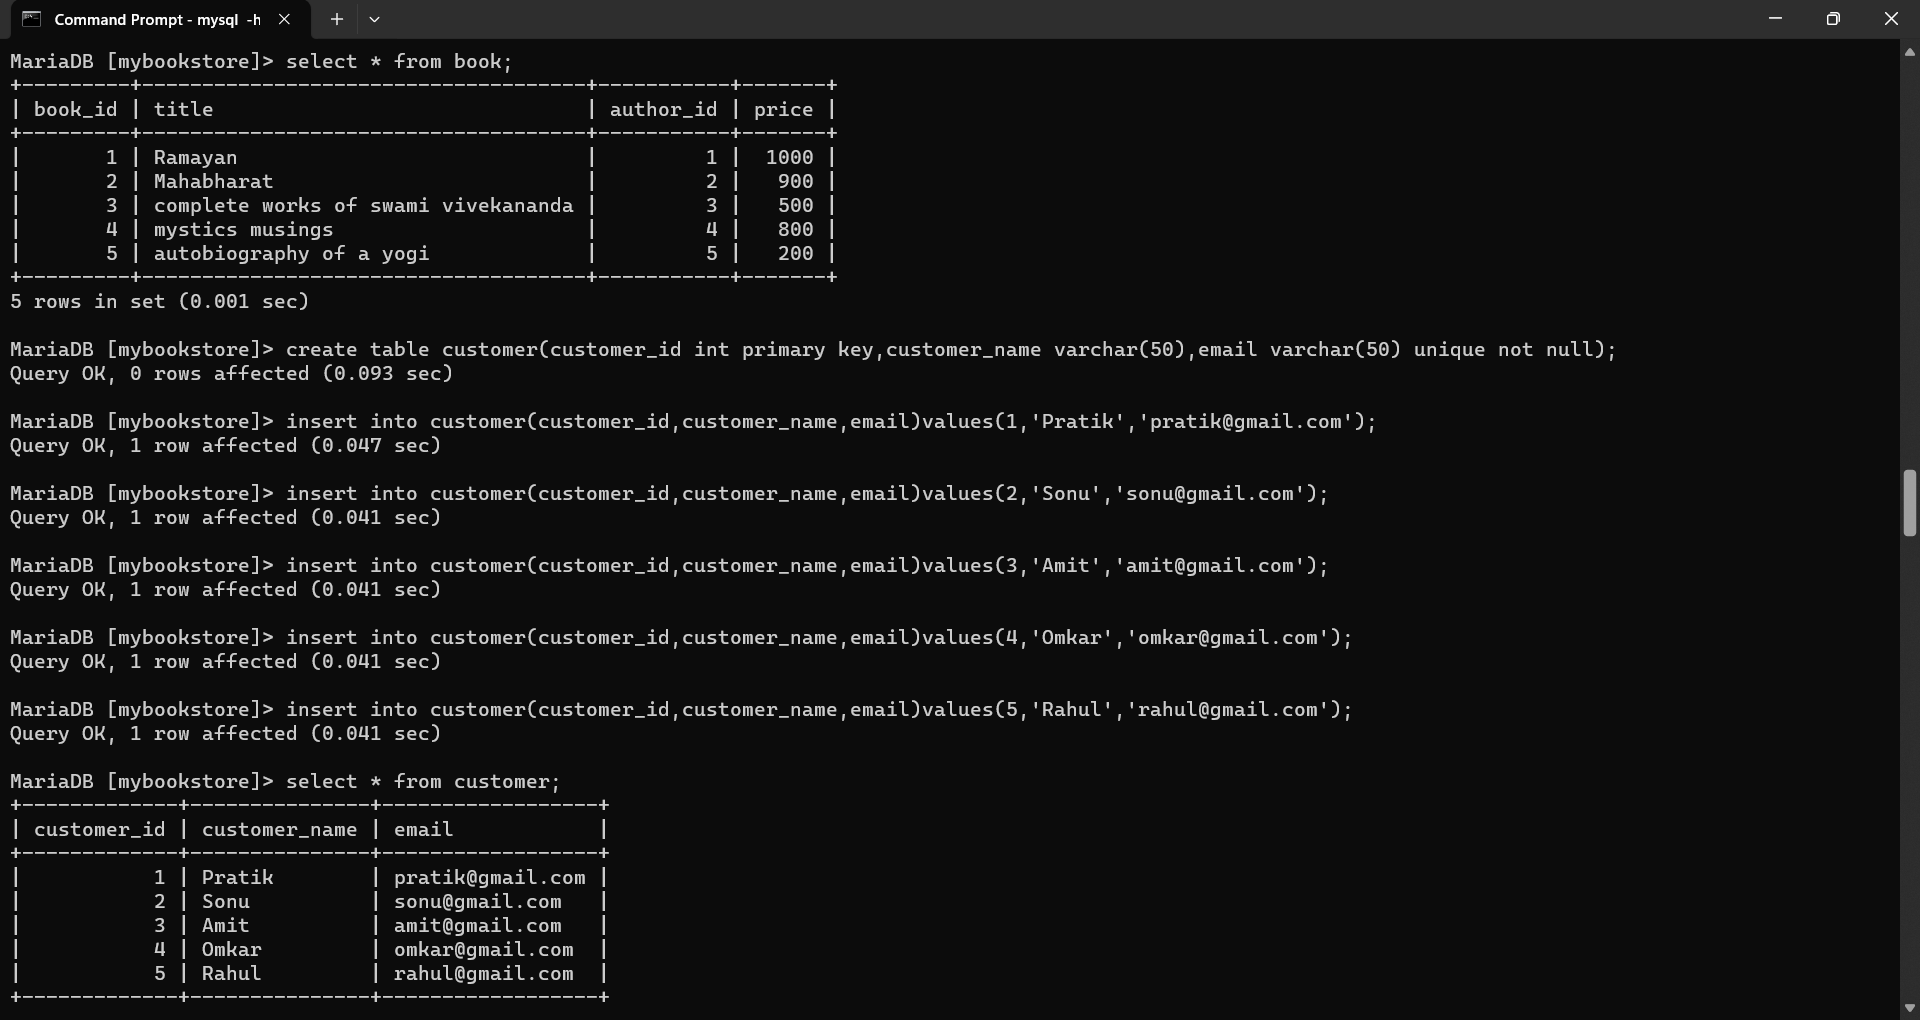 Command Prompt - mysql -h
MariaDB [mybookstore]> select * from book;
+---------+-------------------------------------+-----------+-------+
| book_id | title                               | author_id | price |
+---------+-------------------------------------+-----------+-------+
|       1 | Ramayan                             |         1 |  1000 |
|       2 | Mahabharat                          |         2 |   900 |
|       3 | complete works of swami vivekananda |         3 |   500 |
|       4 | mystics musings                     |         4 |   800 |
|       5 | autobiography of a yogi             |         5 |   200 |
+---------+-------------------------------------+-----------+-------+
5 rows in set (0.001 sec)
MariaDB [mybookstore]> create table customer(customer_id int primary key,customer_name varchar(50),email varchar(50) unique not null);
Query OK, 0 rows affected (0.093 sec)
MariaDB [mybookstore]> insert into customer(customer_id,customer_name,email)values(1,'Pratik','pratik@gmail.com');
Query OK, 1 row affected (0.047 sec)
MariaDB [mybookstore]> insert into customer(customer_id,customer_name,email)values(2,'Sonu','sonu@gmail.com');
Query OK, 1 row affected (0.041 sec)
MariaDB [mybookstore]> insert into customer(customer_id,customer_name,email)values(3,'Amit','amit@gmail.com');
Query OK, 1 row affected (0.041 sec)
MariaDB [mybookstore]> insert into customer(customer_id,customer_name,email)values(4,'Omkar','omkar@gmail.com');
Query OK, 1 row affected (0.041 sec)
MariaDB [mybookstore]> insert into customer(customer_id,customer_name,email)values(5,'Rahul','rahul@gmail.com');
Query OK, 1 row affected (0.041 sec)
MariaDB [mybookstore]> select * from customer;
+-------------+---------------+------------------+
| customer_id | customer_name | email            |
+-------------+---------------+------------------+
|           1 | Pratik        | pratik@gmail.com |
|           2 | Sonu          | sonu@gmail.com   |
|           3 | Amit          | amit@gmail.com   |
|           4 | Omkar         | omkar@gmail.com  |
|           5 | Rahul         | rahul@gmail.com  |
+-------------+---------------+------------------+